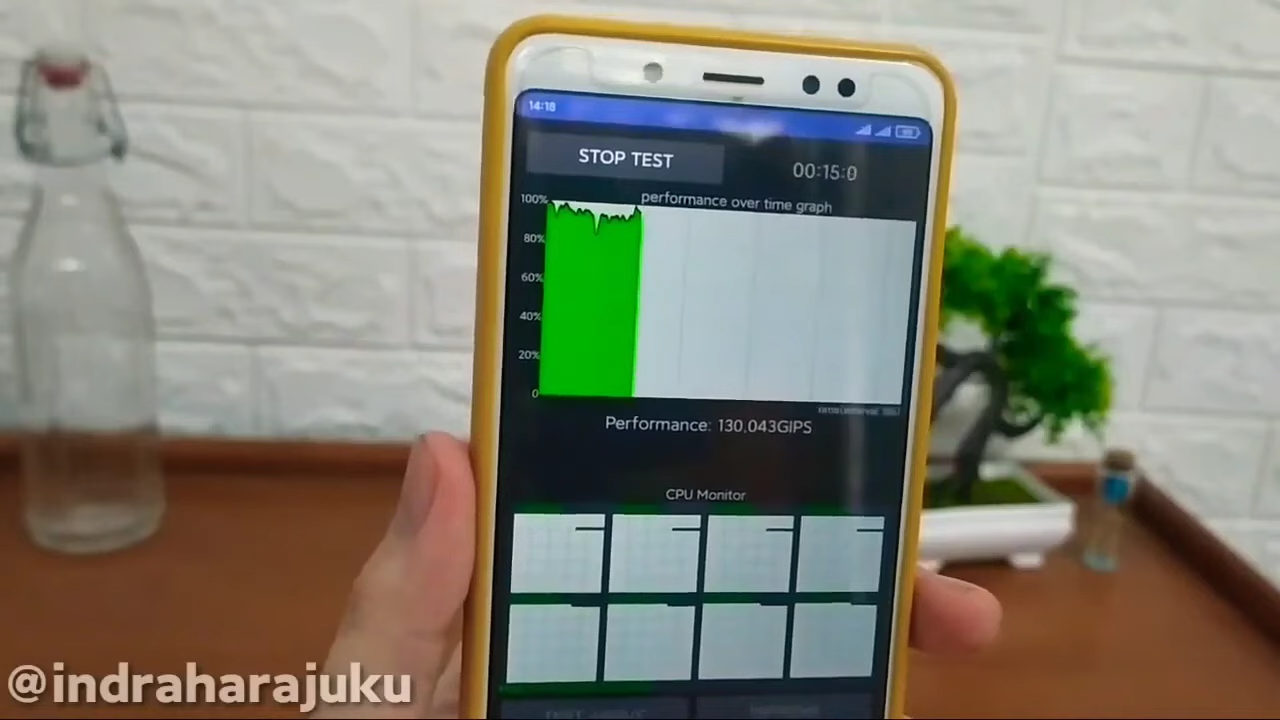 14:18
STOP TEST
00:15:0
performance over time graph
100%
80%
60%
40%
20%
0
Performance: 130,043GIPS
CPU Monitor
@indraharajuku